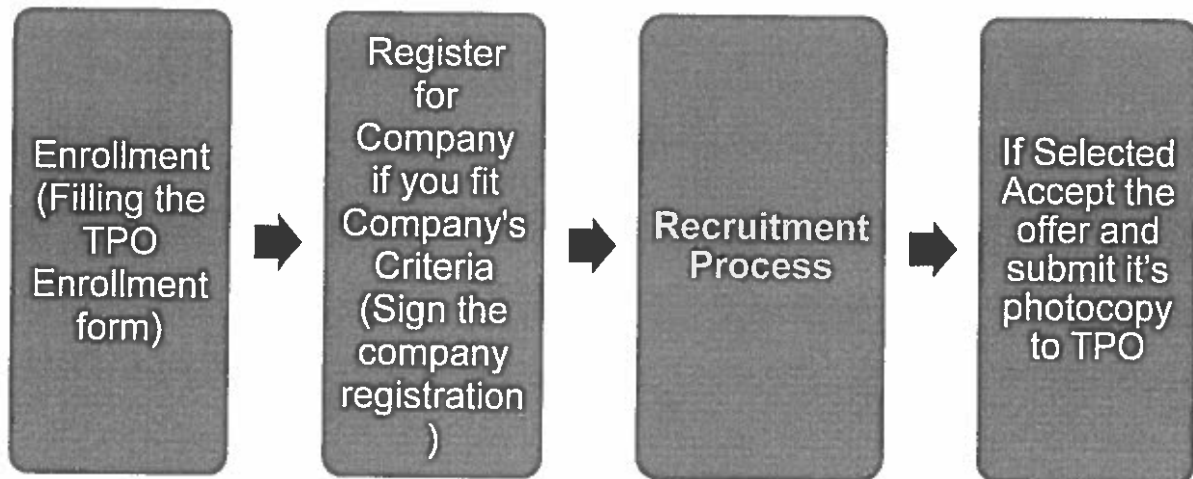 Enrollment
(Filling the
TPO
Enrollment
form)
Register
for
Company
if you fit
Company's
Criteria
(Sign the
company
registration
)
Recruitment
Process
If Selected
Accept the
offer and
submit it's
photocopy
to TPO